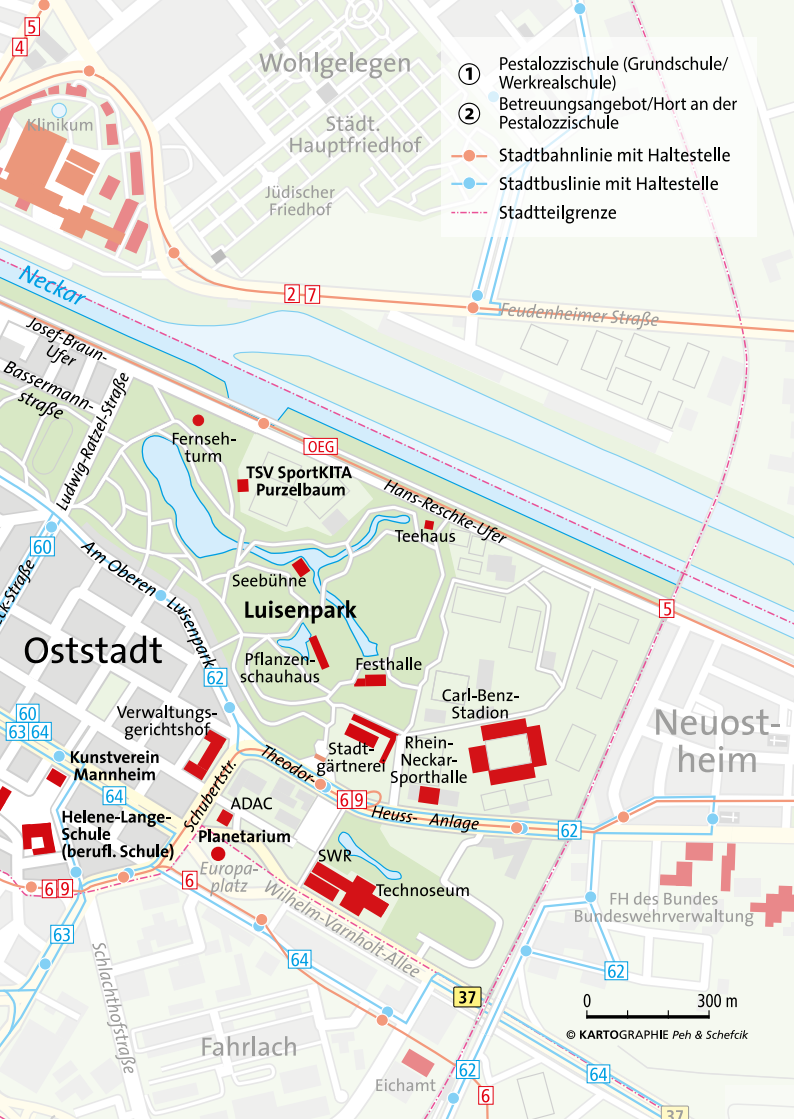 5
4
Wohlgelegen
1
Pestalozzischule (Grundschule/
Werkrealschule)
2
Betreuungsangebot/Hort an der
Pestalozzischule
Stadtbahnlinie mit Haltestelle
Stadtbuslinie mit Haltestelle
Stadtteilgrenze
Klinikum
Städt.
Hauptfriedhof
Jüdischer
Friedhof
Neckar
2 7
Feudenheimer Straße
Josef-Braun-
Ufer
Bassermann-
straße
Ludwig-Ratzel-Straße
Fernseh-
turm
OEG
TSV SportKITA
Purzelbaum
Hans-Reschke-Ufer
Teehaus
60
Am Oberen Luisenpark
ck-Straße
Seebühne
Luisenpark
5
Oststadt
Pflanzen-
schauhaus
Festhalle
62
Carl-Benz-
Stadion
60
63 64
Verwaltungs-
gerichtshof
Neuost-
heim
Kunstverein
Mannheim
Stadt-
gärtnerei
Rhein-
Neckar-
Sporthalle
Theodor-
Heuss- Anlage
Schubertstr.
64
6 9
62
ADAC
Helene-Lange-
Schule
(berufl. Schule)
Planetarium
Europa-
platz
SWR
Technoseum
6 9
6
Wilhelm-Varnholt-Allee
FH des Bundes
Bundeswehrverwaltung
63
64
62
Schlachthofstraße
37
0 300 m
© KARTOGRAPHIE Peh & Schefcik
Fahrlach
Eichamt
62
64
6
37